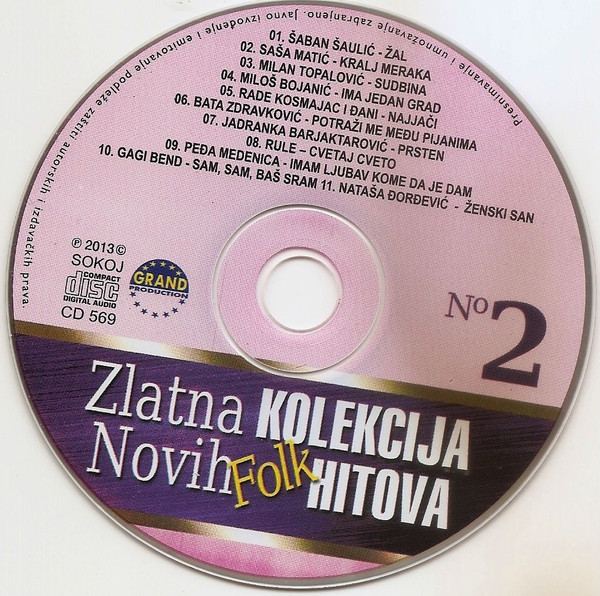 Presnimavanje i umnožavanje zabranjeno. Javno izvođenje i emitovanje podleže zaštiti autorskih i izdavačkih prava.
01. ŠABAN ŠAULIĆ - ŽAL
02. SAŠA MATIĆ - KRALJ MERAKA
03. MILAN TOPALOVIĆ - SUDBINA
04. MILOŠ BOJANIĆ - IMA JEDAN GRAD
05. RADE KOSMAJAC I ĐANI - NAJJAČI
06. BATA ZDRAVKOVIĆ - POTRAŽI ME MEĐU PIJANIMA
07. JADRANKA BARJAKTAROVIĆ - PRSTEN
08. RULE – CVETAJ CVETO
09. PEĐA MEDENICA - IMAM LJUBAV KOME DA JE DAM
10. GAGI BEND - SAM, SAM, BAŠ SRAM 11. NATAŠA ĐORĐEVIĆ - ŽENSKI SAN
℗ 2013 ©
SOKOJ
COMPACT
disc
DIGITAL AUDIO
CD 569
GRAND
PRODUCTION
No 2
Zlatna KOLEKCIJA
Novih Folk HITOVA